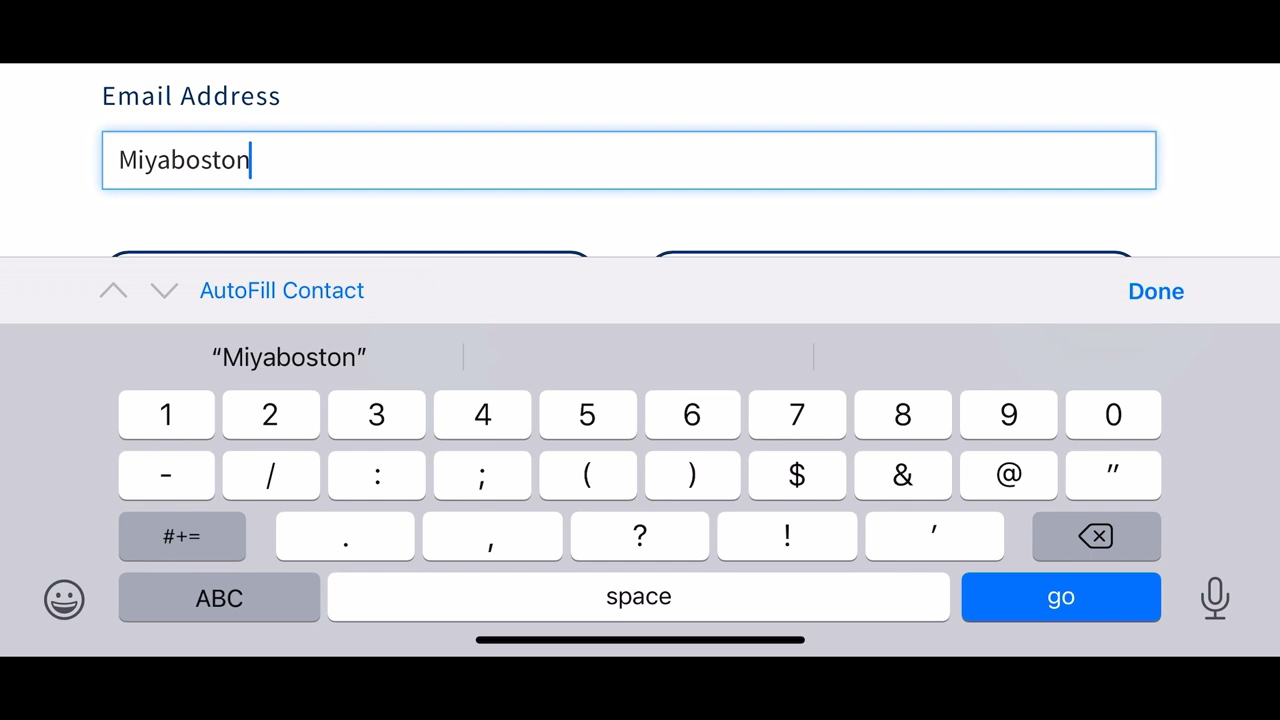 Email Address
Miyaboston
AutoFill Contact Done
“Miyaboston”
1 2 3 4 5 6 7 8 9 0
- / : ; ( ) $ & @ "
#+= . , ? ! '
ABC space go